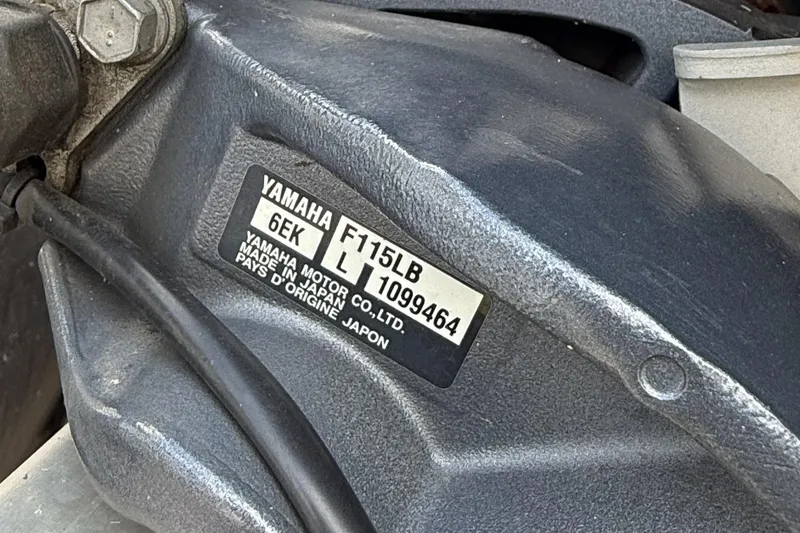 YAMAHA F115LB
6EK L 1099464
YAMAHA MOTOR CO.,LTD.
MADE IN JAPAN
PAYS D'ORIGINE JAPON